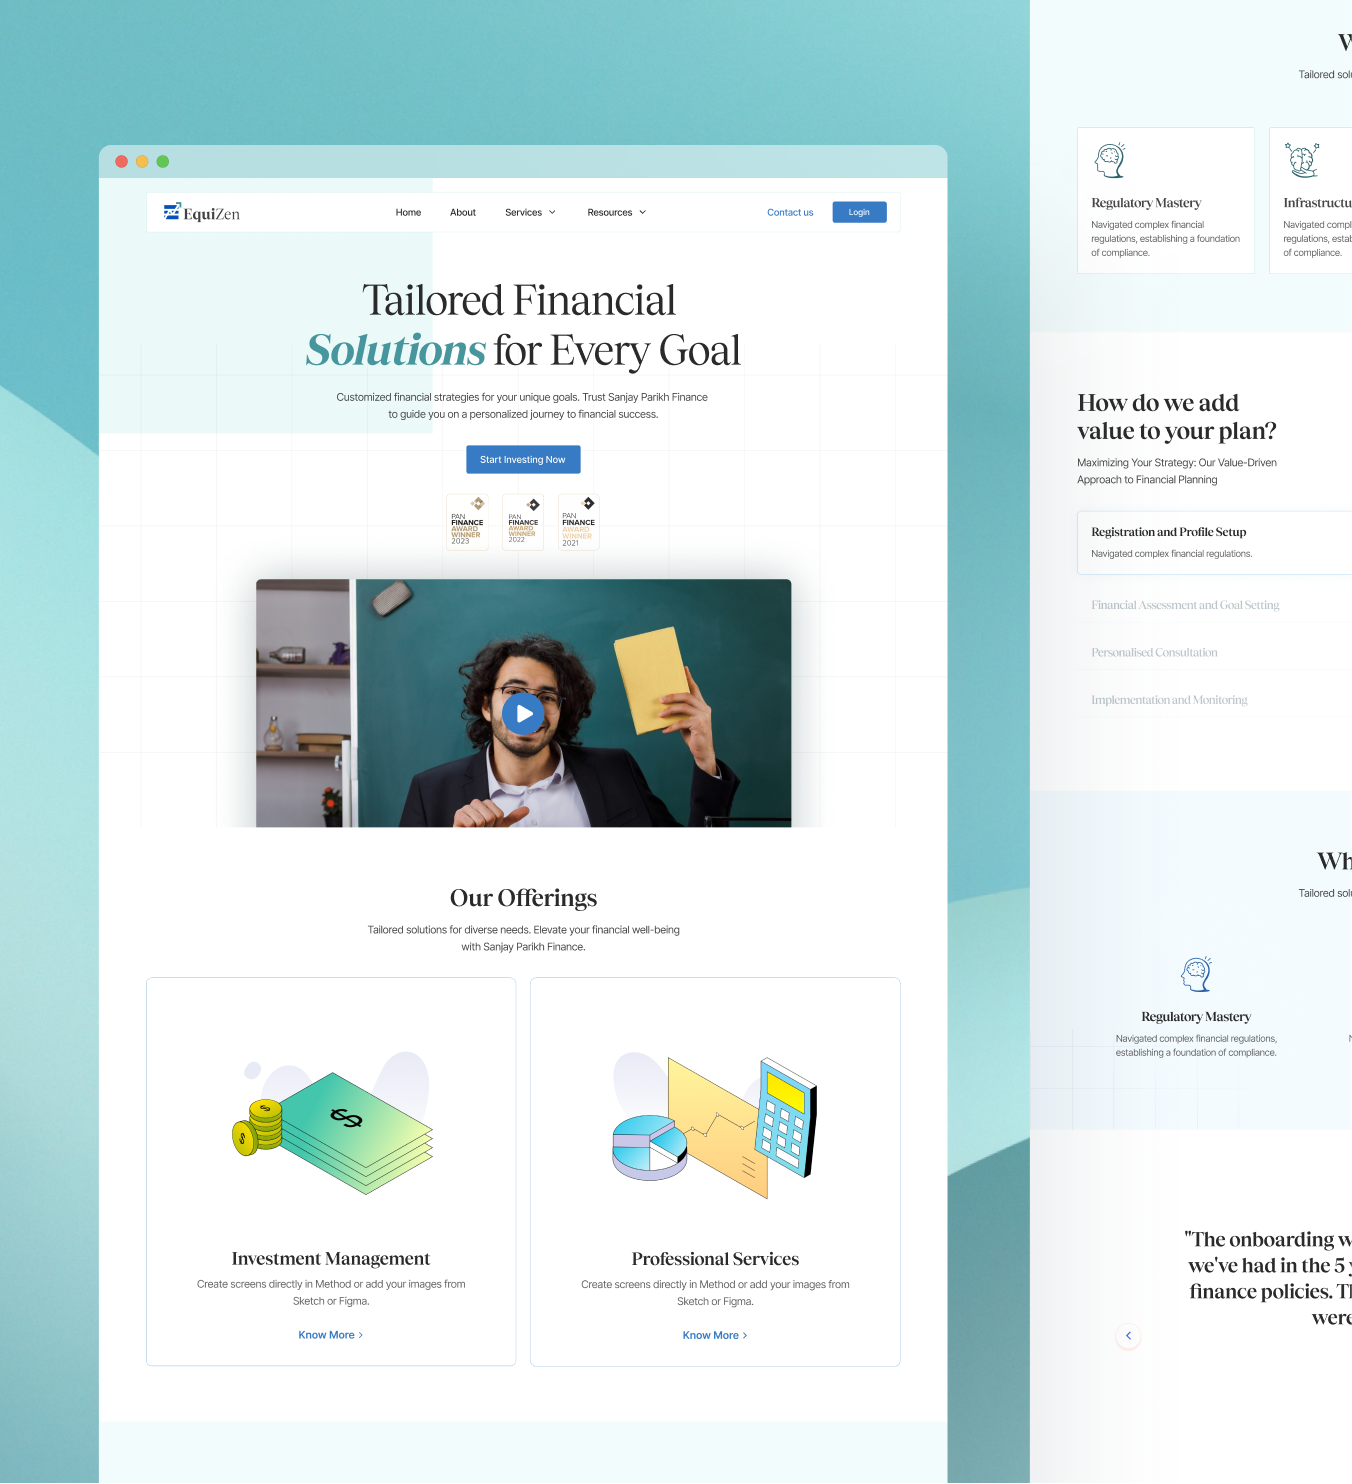 EquiZen
Home
About
Services
Resources
Contact us
Login
Tailored Financial
Solutions for Every Goal
Customized financial strategies for your unique goals. Trust Sanjay Parikh Finance
to guide you on a personalized journey to financial success.
Start Investing Now
PAN
FINANCE
AWARD
WINNER
2023
PAN
FINANCE
AWARD
WINNER
2022
PAN
FINANCE
AWARD
WINNER
2021
Our Offerings
Tailored solutions for diverse needs. Elevate your financial well-being
with Sanjay Parikh Finance.
$
$
$
Investment Management
Create screens directly in Method or add your images from
Sketch or Figma.
Know More
Professional Services
Create screens directly in Method or add your images from
Sketch or Figma.
Know More
W
Tailored solu
Regulatory Mastery
Navigated complex financial
regulations, establishing a foundation
of compliance.
Infrastructu
Navigated compl
regulations, estab
of compliance.
How do we add
value to your plan?
Maximizing Your Strategy: Our Value-Driven
Approach to Financial Planning
Registration and Profile Setup
Navigated complex financial regulations.
Financial Assessment and Goal Setting
Personalised Consultation
Implementation and Monitoring
Wh
Tailored solu
Regulatory Mastery
Navigated complex financial regulations,
establishing a foundation of compliance.
N
"The onboarding w
we've had in the 5 y
finance policies. Th
were